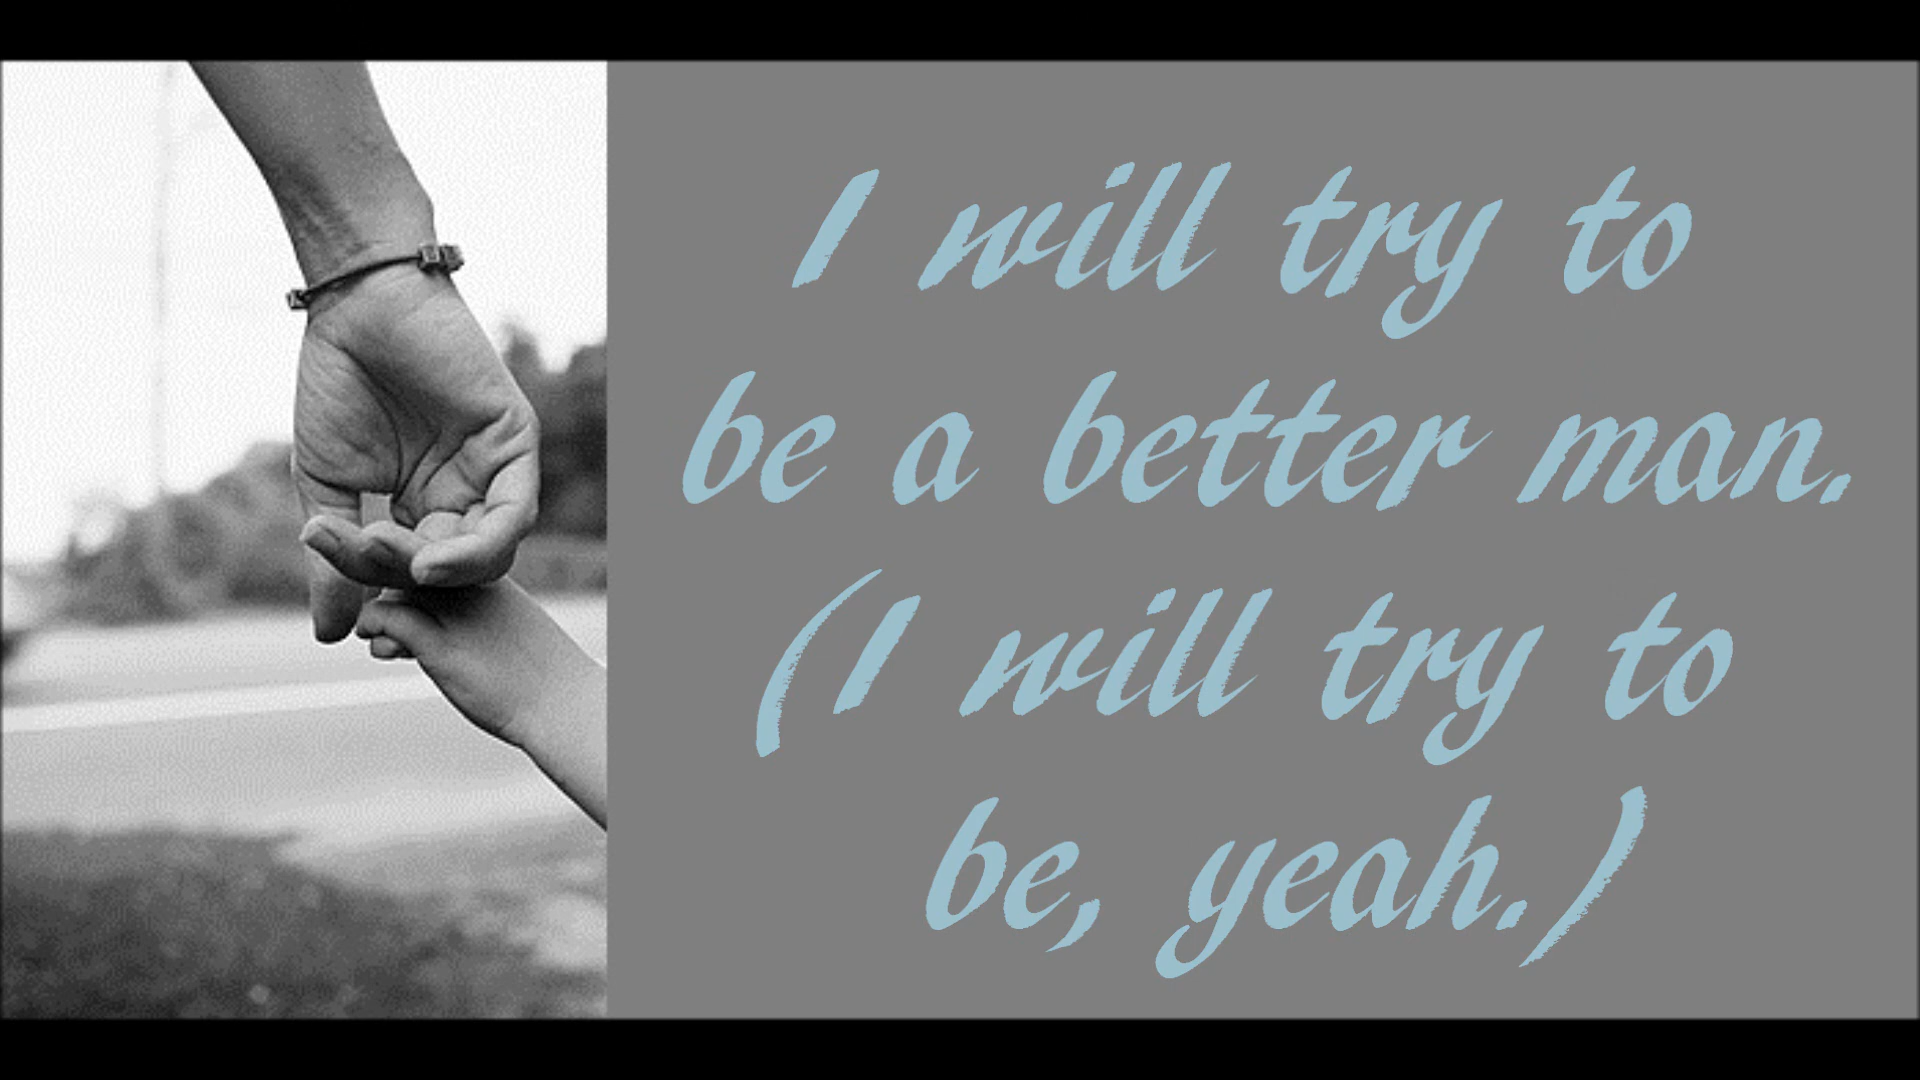 I will try to
be a better man.
(I will try to
be, yeah.)